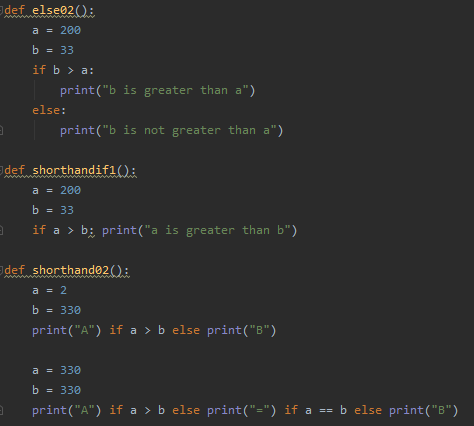 def else02():
    a = 200
    b = 33
    if b > a:
        print("b is greater than a")
    else:
        print("b is not greater than a")
def shorthandif1():
    a = 200
    b = 33
    if a > b: print("a is greater than b")
def shorthand02():
    a = 2
    b = 330
    print("A") if a > b else print("B")
    a = 330
    b = 330
    print("A") if a > b else print("=") if a == b else print("B")